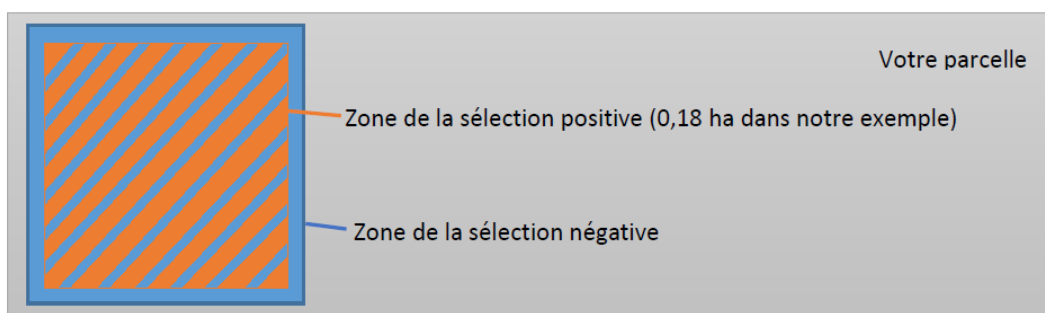 Votre parcelle
Zone de la sélection positive (0,18 ha dans notre exemple)
Zone de la sélection négative